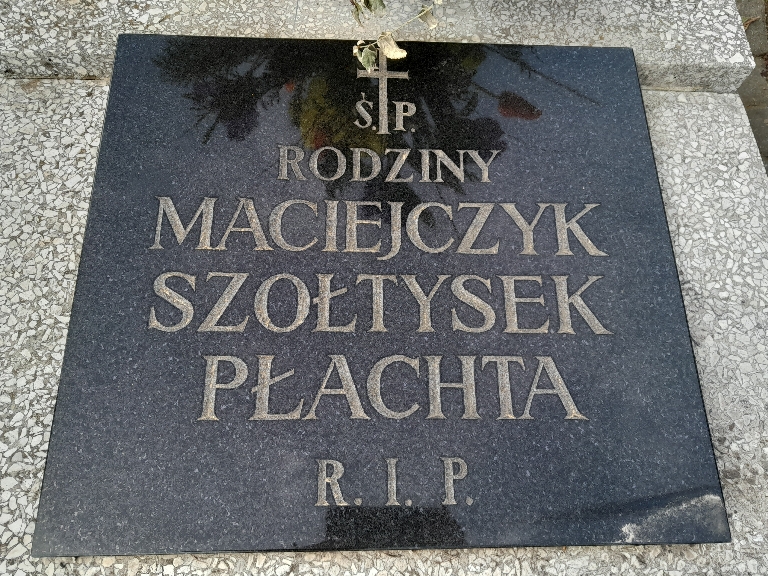 Ś.P.
RODZINY
MACIEJCZYK
SZOŁTYSEK
PŁACHTA
R. I. P.